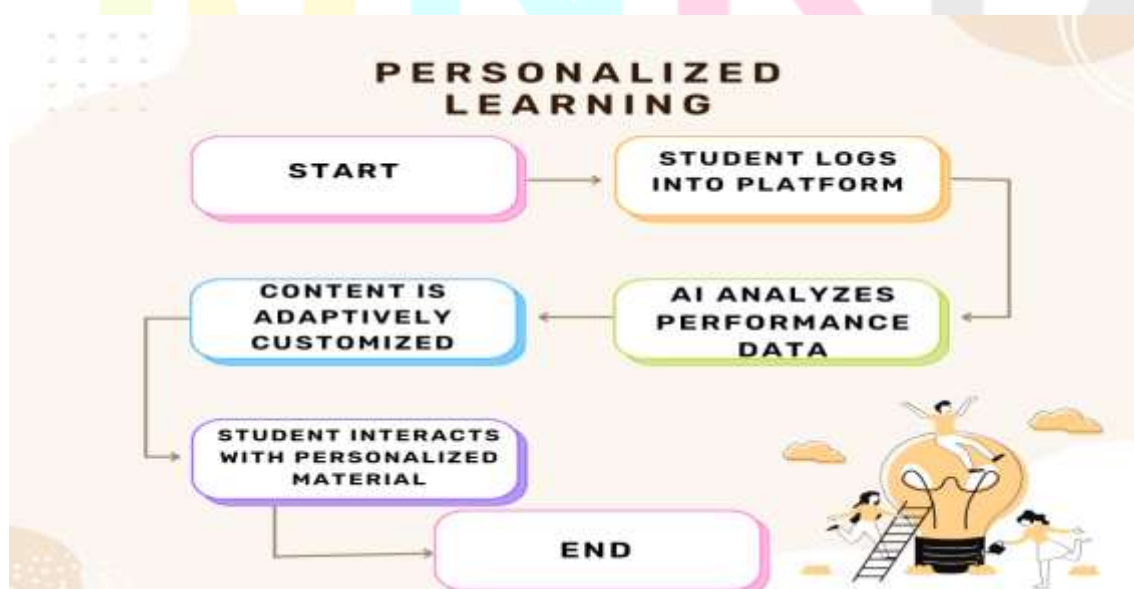 PERSONALIZED
LEARNING
START
STUDENT LOGS
INTO PLATFORM
AI ANALYZES
PERFORMANCE
DATA
CONTENT IS
ADAPTIVELY
CUSTOMIZED
STUDENT INTERACTS
WITH PERSONALIZED
MATERIAL
END